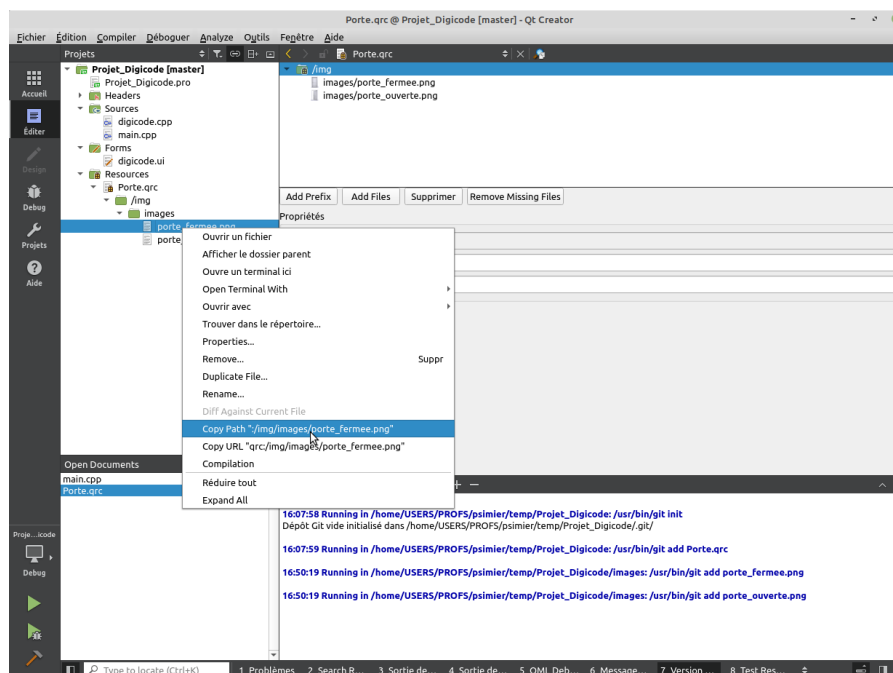 Porte.qrc @ Projet_Digicode [master] - Qt Creator
Fichier Édition Compiler Déboguer Analyze Outils Fenêtre Aide
Projets
Porte.qrc
Accueil
Éditer
Design
Debug
Projets
Aide
Projet_Digicode [master]
Projet_Digicode.pro
Headers
Sources
digicode.cpp
main.cpp
Forms
digicode.ui
Resources
Porte.qrc
/img
images
porte_fermee.png
porte
/img
images/porte_fermee.png
images/porte_ouverte.png
Add Prefix Add Files Supprimer Remove Missing Files
Propriétés
Ouvrir un fichier
Afficher le dossier parent
Ouvre un terminal ici
Open Terminal With
Ouvrir avec
Trouver dans le répertoire...
Properties...
Remove... Suppr
Duplicate File...
Rename...
Diff Against Current File
Copy Path ":/img/images/porte_fermee.png"
Copy URL "qrc:/img/images/porte_fermee.png"
Compilation
Réduire tout
Expand All
Open Documents
main.cpp
Porte.qrc
16:07:58 Running in /home/USERS/PROFS/psimier/temp/Projet_Digicode: /usr/bin/git init
Dépôt Git vide initialisé dans /home/USERS/PROFS/psimier/temp/Projet_Digicode/.git/
16:07:59 Running in /home/USERS/PROFS/psimier/temp/Projet_Digicode: /usr/bin/git add Porte.qrc
16:50:19 Running in /home/USERS/PROFS/psimier/temp/Projet_Digicode/images: /usr/bin/git add porte_fermee.png
16:50:19 Running in /home/USERS/PROFS/psimier/temp/Projet_Digicode/images: /usr/bin/git add porte_ouverte.png
Proje...icode
Debug
Type to locate (Ctrl+K) 1 Problèmes 2 Search R... 3 Sortie de... 4 Sortie de... 5 QML Deb... 6 Message... 7 Version ... 8 Test Res...